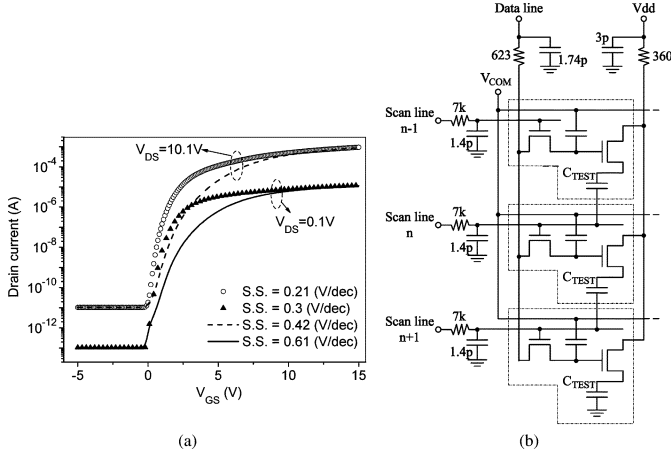 10⁻⁴
10⁻⁶
10⁻⁸
10⁻¹⁰
10⁻¹²
Drain current (A)
V_DS=10.1V
V_DS=0.1V
S.S. = 0.21 (V/dec)
S.S. = 0.3 (V/dec)
S.S. = 0.42 (V/dec)
S.S. = 0.61 (V/dec)
-5 0 5 10 15
V_GS (V)
(a)
Data line
Vdd
623
1.74p
3p
360
V_COM
Scan line
n-1
7k
1.4p
C_TEST
Scan line
n
7k
1.4p
C_TEST
Scan line
n+1
7k
1.4p
C_TEST
(b)